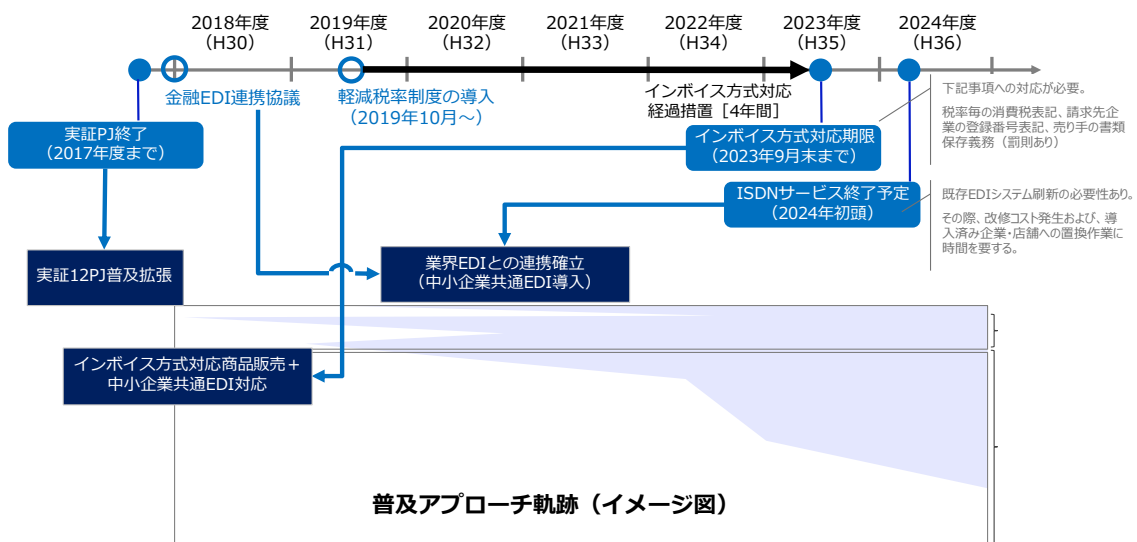 2018年度
（H30）
2019年度
（H31）
2020年度
（H32）
2021年度
（H33）
2022年度
（H34）
2023年度
（H35）
2024年度
（H36）
金融EDI連携協議
軽減税率制度の導入
（2019年10月～）
インボイス方式対応
経過措置［4年間］
下記事項への対応が必要。
税率毎の消費税表記、請求先企
業の登録番号表記、売り手の書類
保存義務（罰則あり）
実証PJ終了
（2017年度まで）
インボイス方式対応期限
（2023年9月末まで）
ISDNサービス終了予定
（2024年初頭）
既存EDIシステム刷新の必要性あり。
その際、改修コスト発生および、導
入済み企業・店舗への置換作業に
時間を要する。
実証12PJ普及拡張
業界EDIとの連携確立
（中小企業共通EDI導入）
インボイス方式対応商品販売＋
中小企業共通EDI対応
普及アプローチ軌跡（イメージ図）